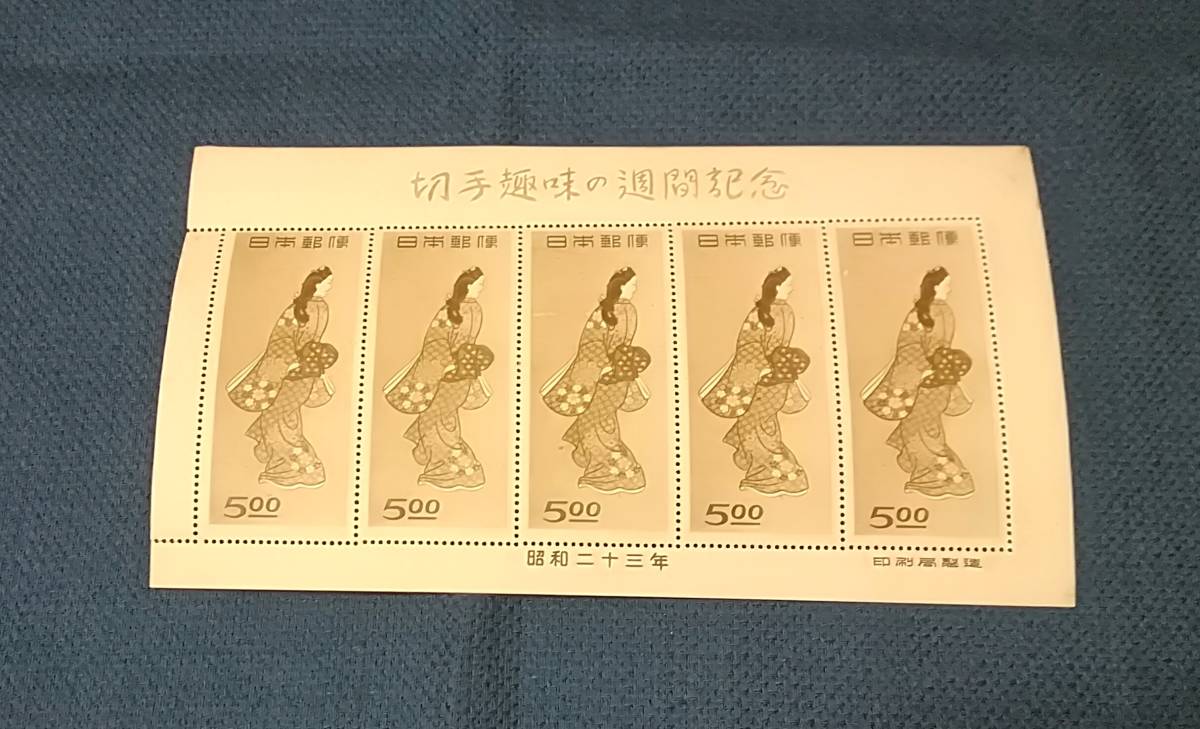 切手趣味の週間記念
日本郵便 日本郵便 日本郵便 日本郵便 日本郵便
5.00 5.00 5.00 5.00 5.00
昭和二十三年
印刷局製造